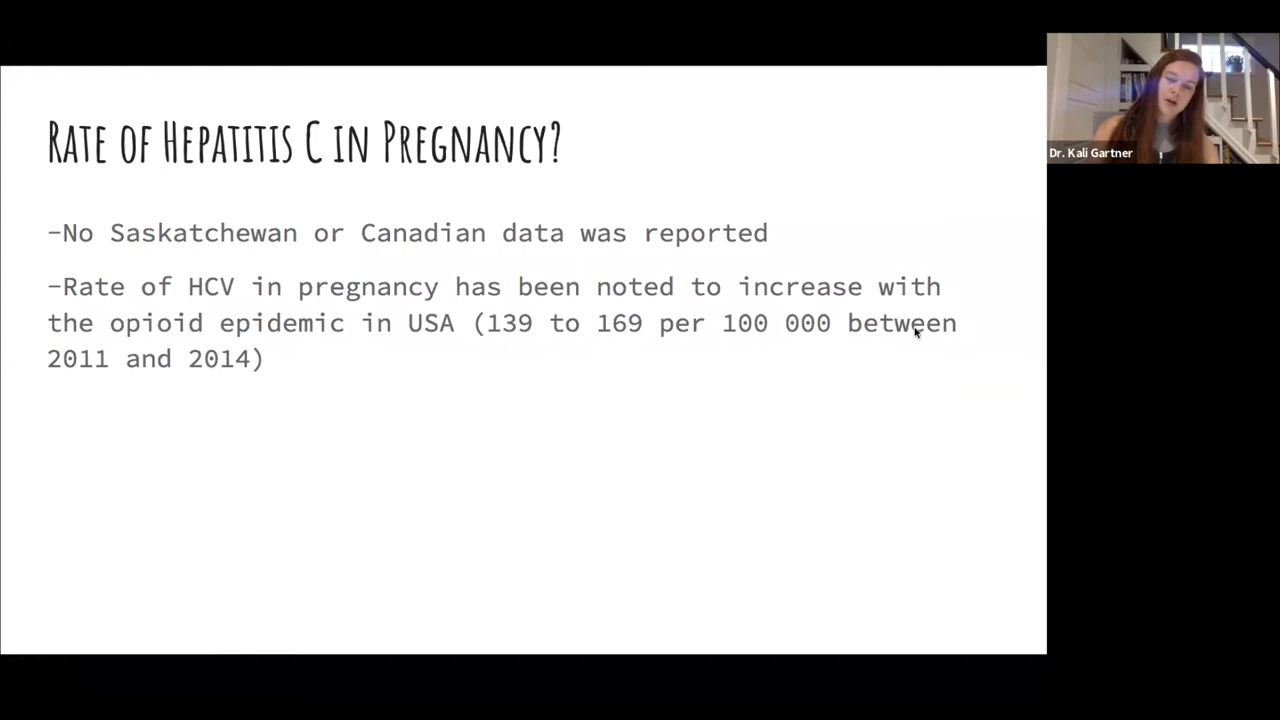 Rate of Hepatitis C in Pregnancy?
-No Saskatchewan or Canadian data was reported
-Rate of HCV in pregnancy has been noted to increase with
the opioid epidemic in USA (139 to 169 per 100 000 between
2011 and 2014)
Dr. Kali Gartner